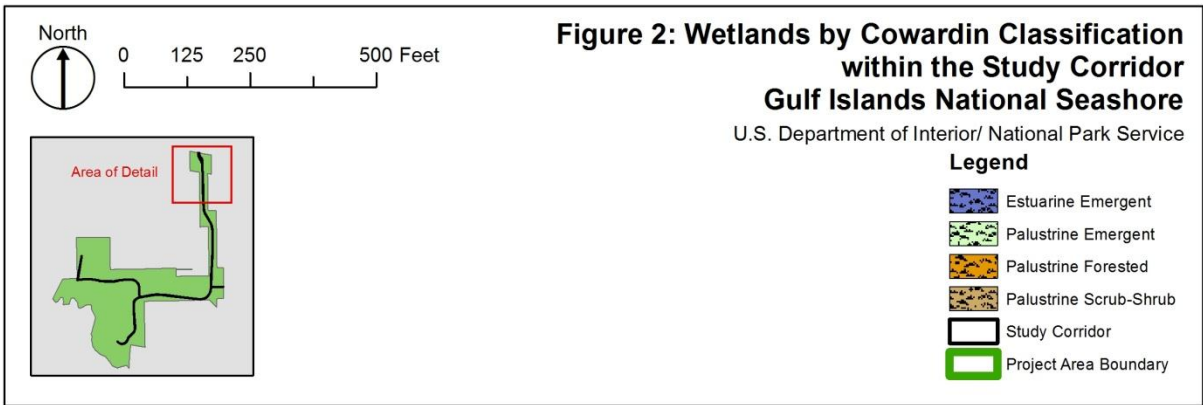 North
0 125 250 500 Feet
Figure 2: Wetlands by Cowardin Classification
within the Study Corridor
Gulf Islands National Seashore
U.S. Department of Interior/ National Park Service
Area of Detail
Legend
Estuarine Emergent
Palustrine Emergent
Palustrine Forested
Palustrine Scrub-Shrub
Study Corridor
Project Area Boundary